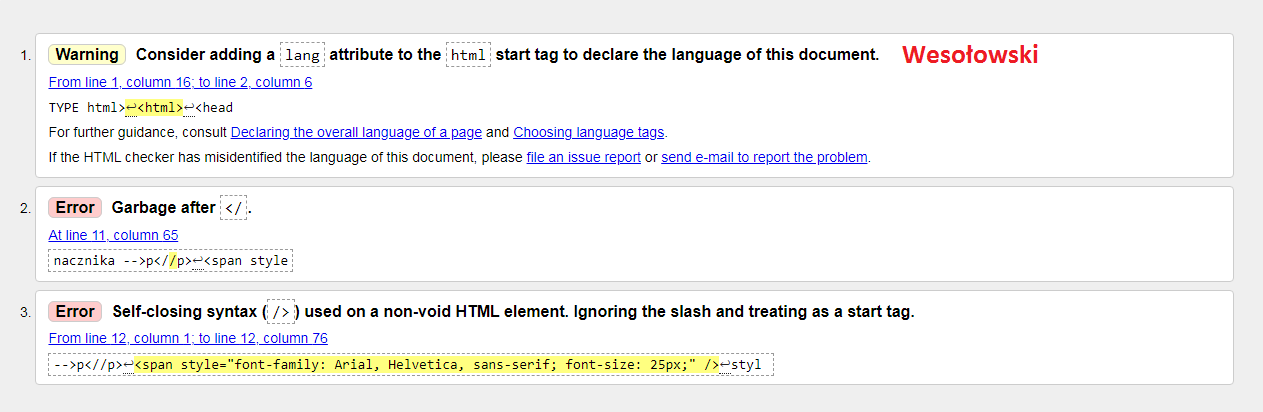 1. Warning Consider adding a lang attribute to the html start tag to declare the language of this document. Wesołowski
From line 1, column 16; to line 2, column 6
TYPE html>↩<html>↩<head
For further guidance, consult Declaring the overall language of a page and Choosing language tags.
If the HTML checker has misidentified the language of this document, please file an issue report or send e-mail to report the problem.
2. Error Garbage after </.
At line 11, column 65
nacznika -->p<//p>↩<span style
3. Error Self-closing syntax (/>) used on a non-void HTML element. Ignoring the slash and treating as a start tag.
From line 12, column 1; to line 12, column 76
-->p<//p>↩<span style="font-family: Arial, Helvetica, sans-serif; font-size: 25px;" />↩styl